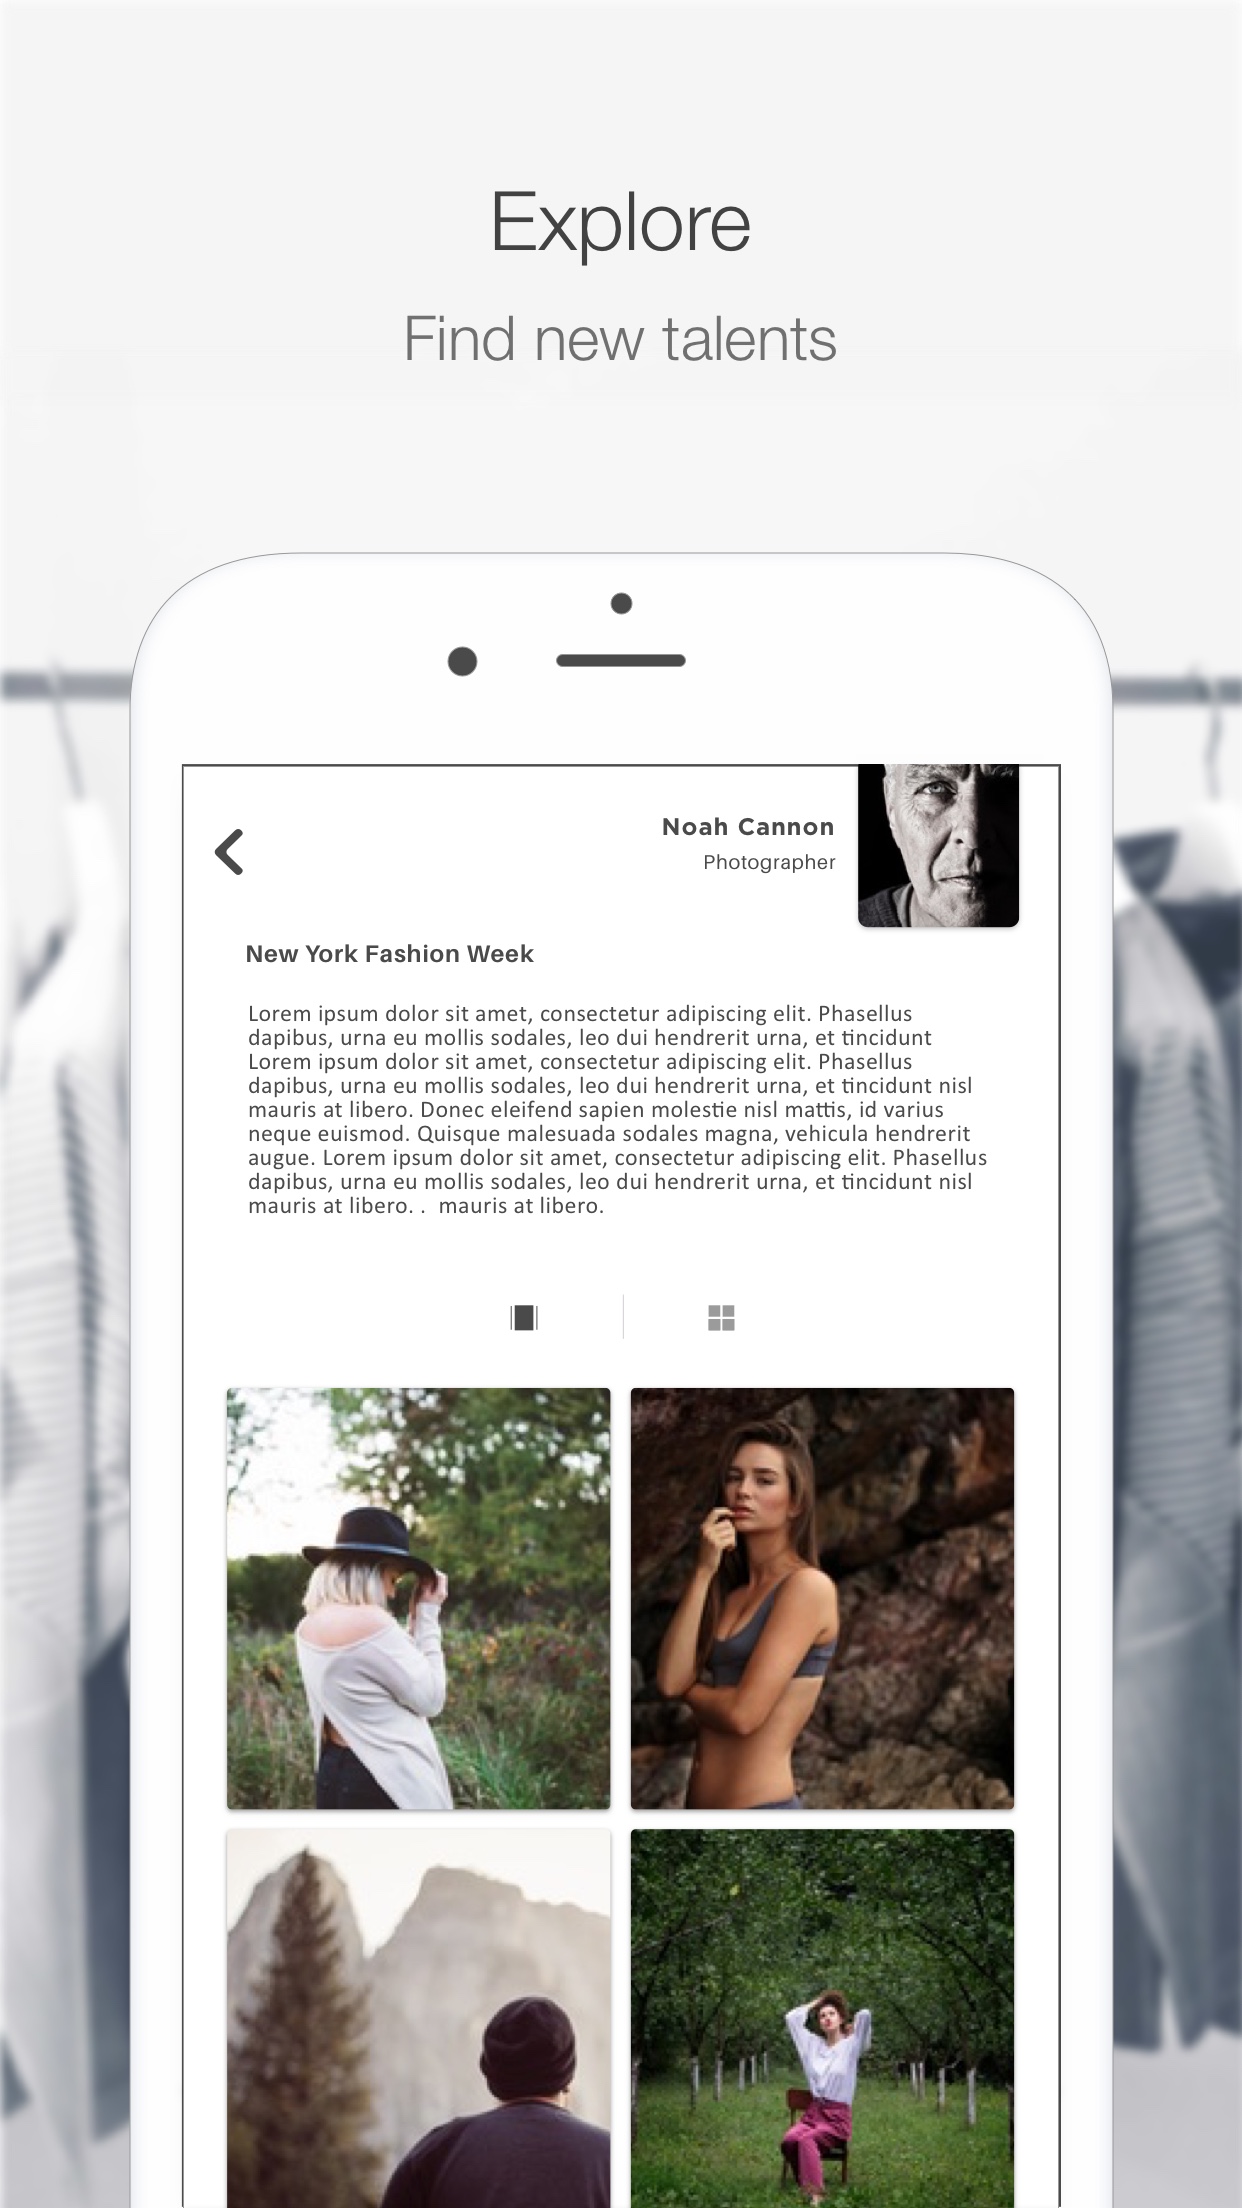 Explore
Find new talents
Noah Cannon
Photographer
New York Fashion Week
Lorem ipsum dolor sit amet, consectetur adipiscing elit. Phasellus
dapibus, urna eu mollis sodales, leo dui hendrerit urna, et tincidunt
Lorem ipsum dolor sit amet, consectetur adipiscing elit. Phasellus
dapibus, urna eu mollis sodales, leo dui hendrerit urna, et tincidunt nisl
mauris at libero. Donec eleifend sapien molestie nisl mattis, id varius
neque euismod. Quisque malesuada sodales magna, vehicula hendrerit
augue. Lorem ipsum dolor sit amet, consectetur adipiscing elit. Phasellus
dapibus, urna eu mollis sodales, leo dui hendrerit urna, et tincidunt nisl
mauris at libero. .  mauris at libero.